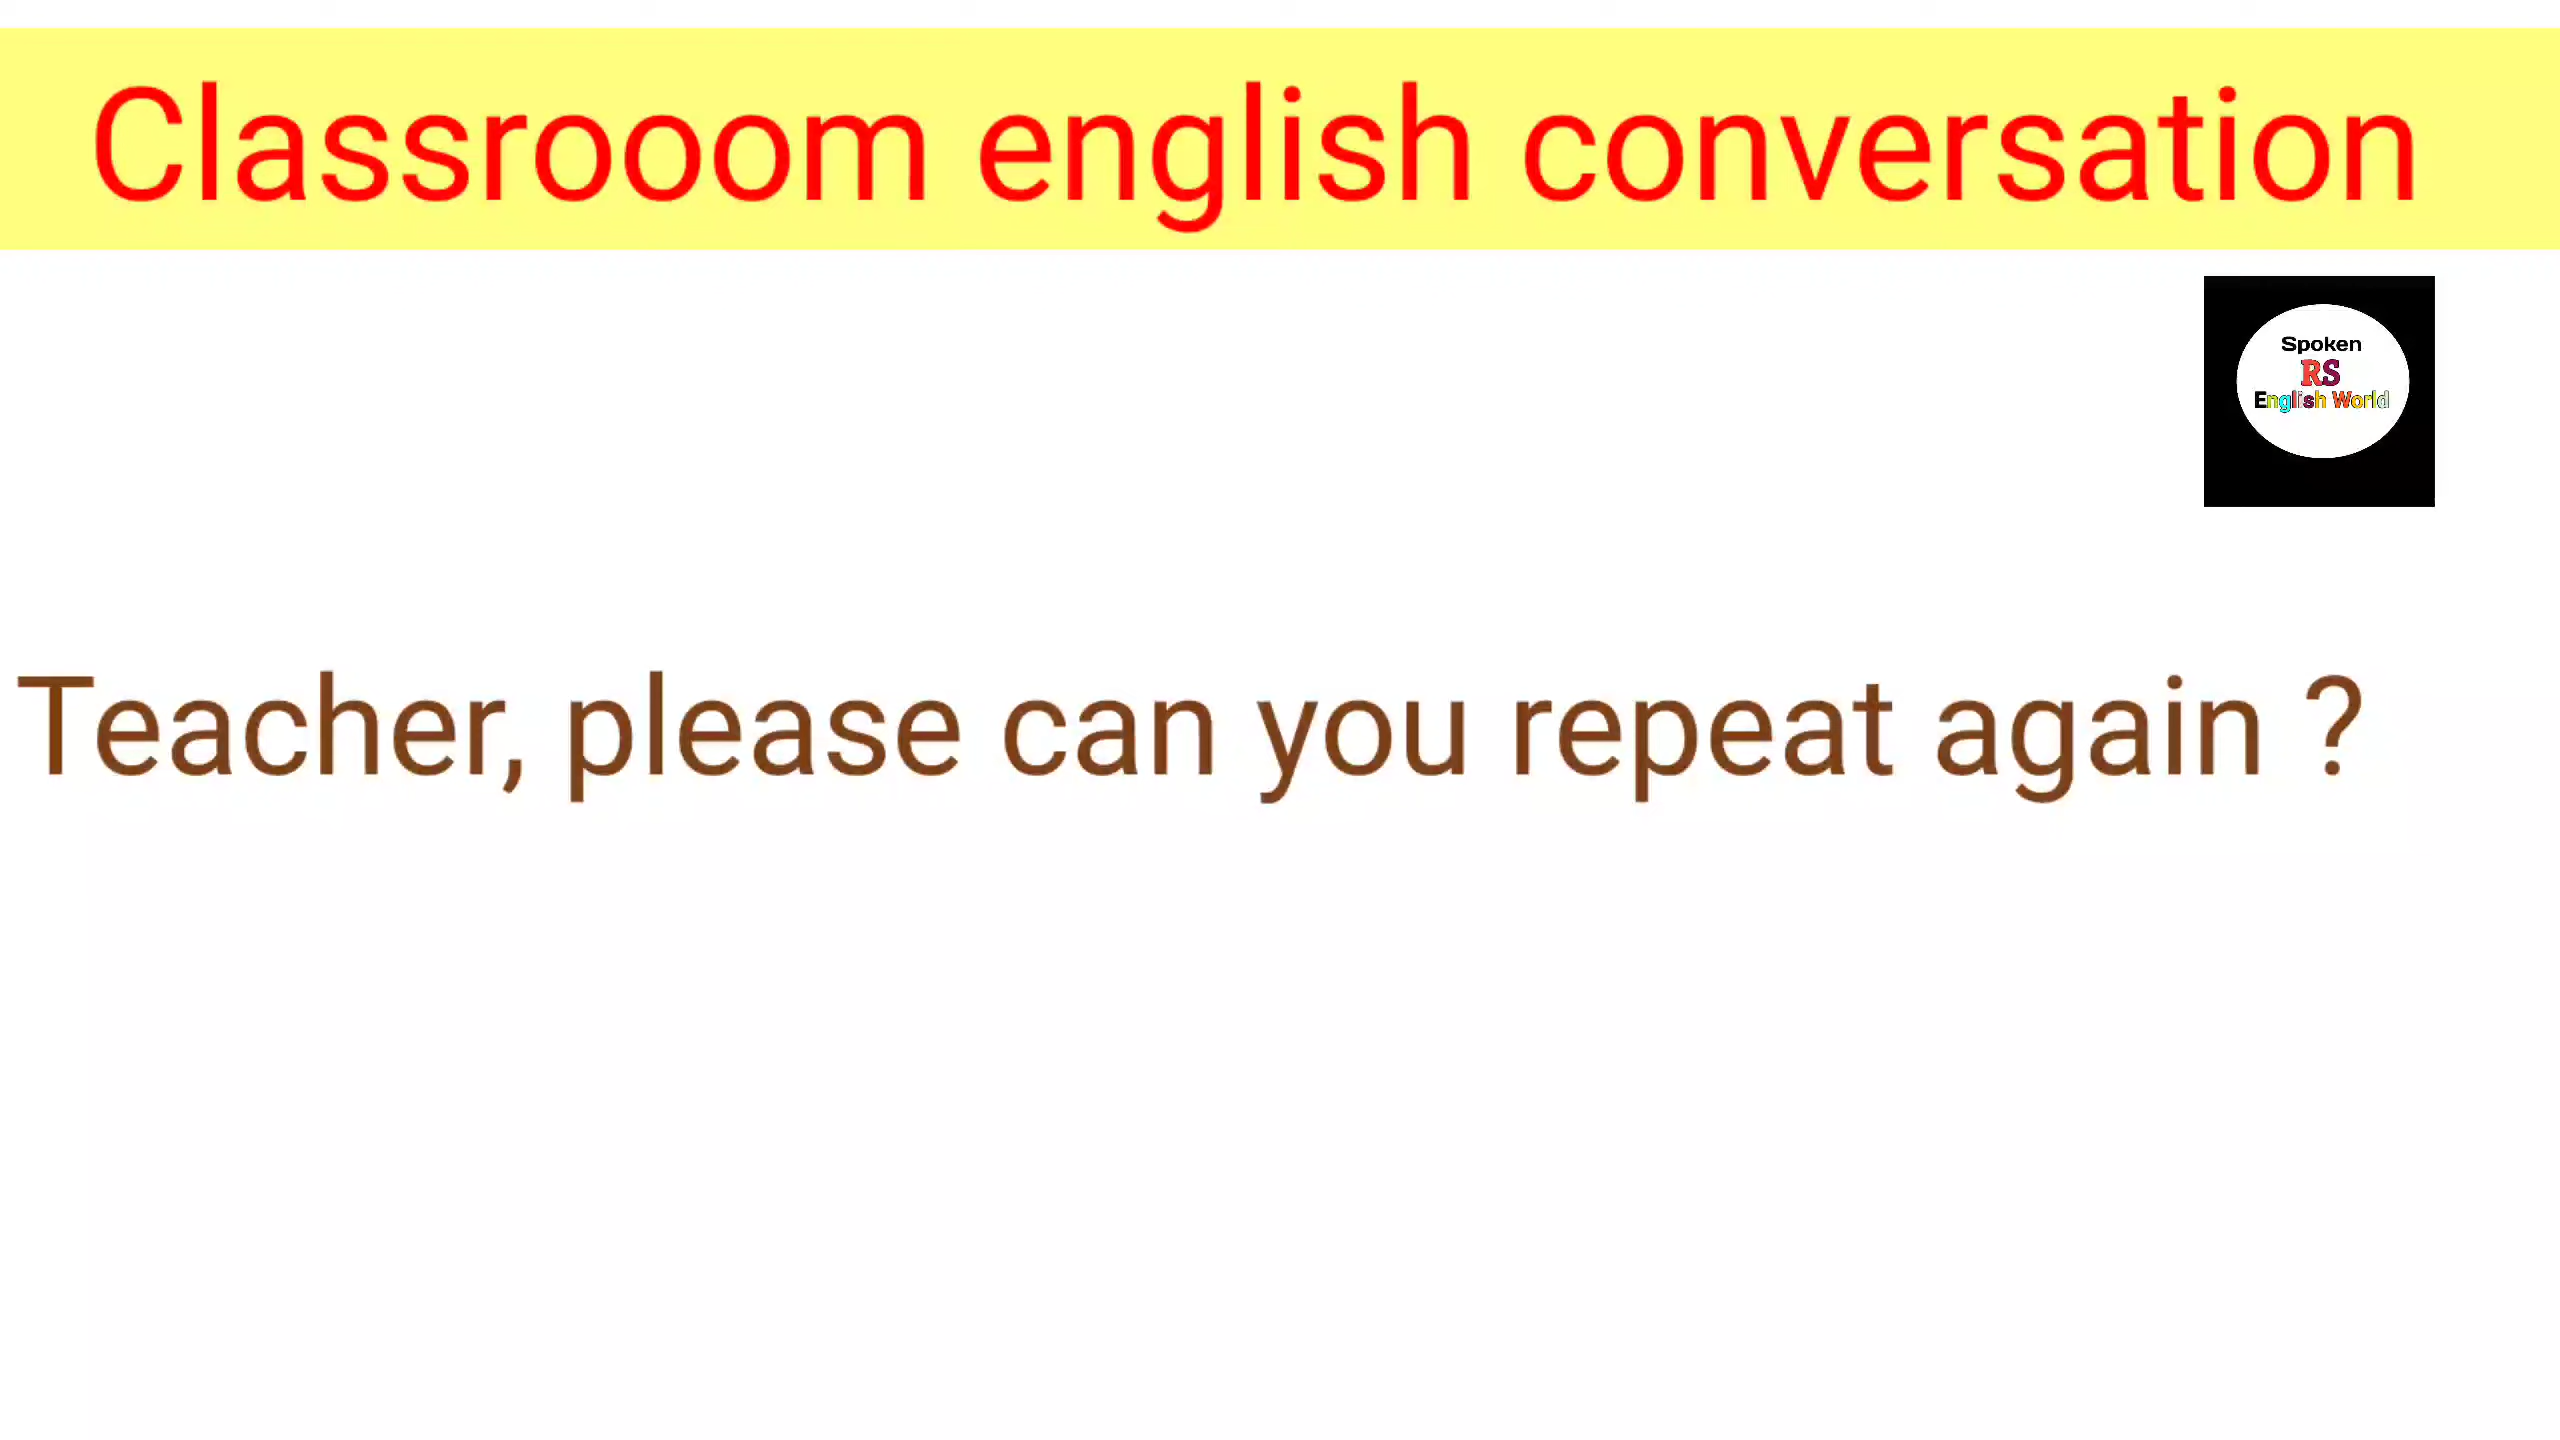 Classrooom english conversation
Spoken
RS
English World
Teacher, please can you repeat again ?